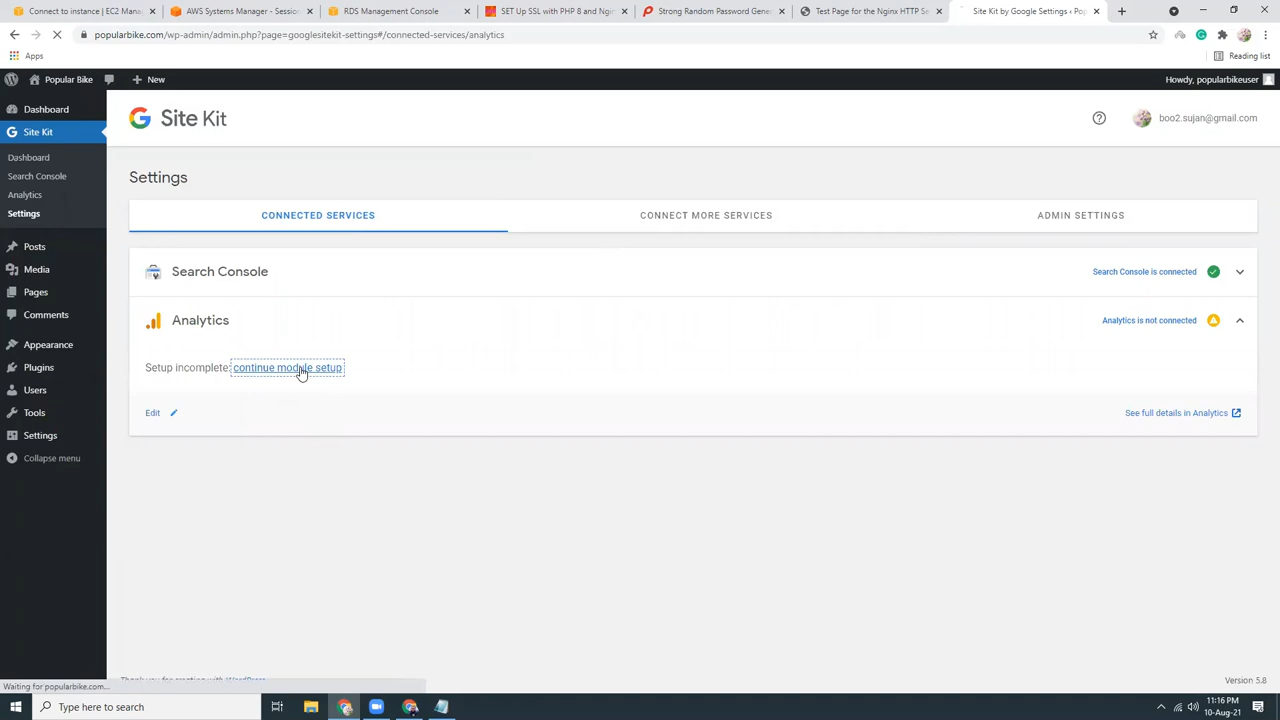 Connect to instance | EC2 Manag
AWS Systems Manager - Session
RDS Management Console
SET Up SSL with PHP 8 and Ngin
Strong Random Password Gener
Test Page for the Nginx HTTP Se
Site Kit by Google Settings ‹ Pop
popularbike.com/wp-admin/admin.php?page=googlesitekit-settings#/connected-services/analytics
Apps
Reading list
Popular Bike
New
Howdy, popularbikeuser
Dashboard
Site Kit
Dashboard
Search Console
Analytics
Settings
Posts
Media
Pages
Comments
Appearance
Plugins
Users
Tools
Settings
Collapse menu
Site Kit
boo2.sujan@gmail.com
Settings
CONNECTED SERVICES
CONNECT MORE SERVICES
ADMIN SETTINGS
Search Console
Search Console is connected
Analytics
Analytics is not connected
Setup incomplete: continue module setup
Edit
See full details in Analytics
Thank you for creating with WordPress
Version 5.8
Waiting for popularbike.com...
Type here to search
11:16 PM
10-Aug-21